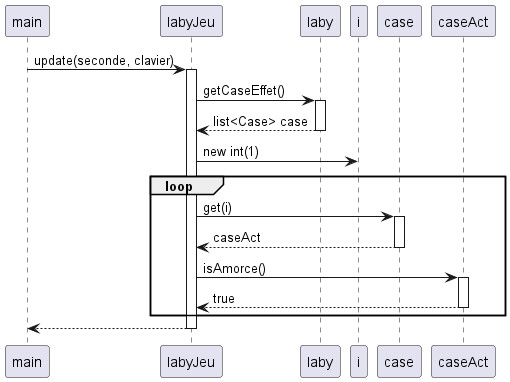 main labyJeu laby i case caseAct
update(seconde, clavier)
getCaseEffet()
list<Case> case
new int(1)
loop
get(i)
caseAct
isAmorce()
true
main labyJeu laby i case caseAct